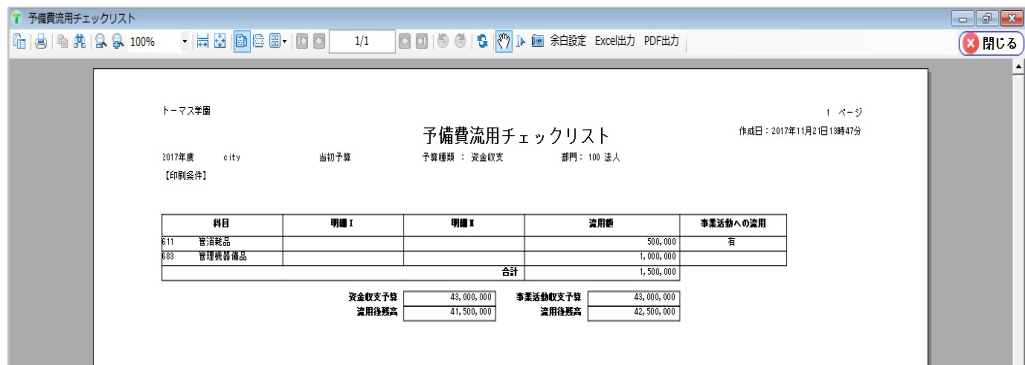 予備費流用チェックリスト
100% 1/1 余白設定 Excel出力 PDF出力 閉じる
トーマス学園 1 ページ
予備費流用チェックリスト 作成日：2017年11月21日13時47分
2017年度 city 当初予算 予算種類 ： 資金収支 部門： 100 法人
【印刷条件】
科目 明細Ⅰ 明細Ⅱ 流用額 事業活動への流用
611 管消耗品 500,000 有
683 管理機器備品 1,000,000
合計 1,500,000
資金収支予算 43,000,000 事業活動収支予算 43,000,000
流用後残高 41,500,000 流用後残高 42,500,000